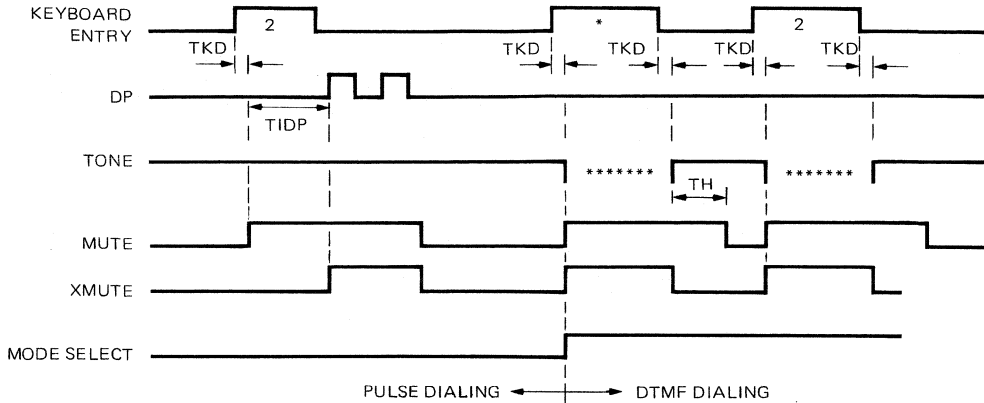 KEYBOARD
ENTRY
2
*
2
TKD
TKD
TKD
TKD
TKD
DP
TIDP
TONE
*******
*******
TH
MUTE
XMUTE
MODE SELECT
PULSE DIALING
DTMF DIALING